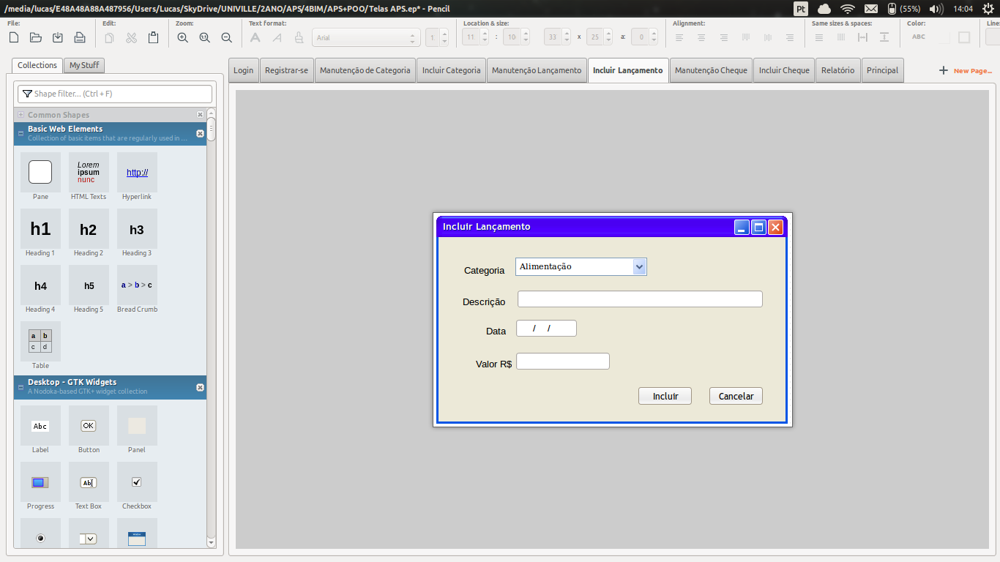 /media/lucas/E48A48A88A487956/Users/Lucas/SkyDrive/UNIVILLE/2ANO/APS/4BIM/APS+POO/Telas APS.ep* - Pencil
Pt (55%) 14:04
File: Edit: Zoom: Text format: Location & size: Alignment: Same sizes & spaces: Color: Line:
1:1 Arial 1 11 : 10 33 x 25 a: 0 ABC
Collections My Stuff
Login Registrar-se Manutenção de Categoria Incluir Categoria Manutenção Lançamento Incluir Lançamento Manutenção Cheque Incluir Cheque Relatório Principal New Page...
Shape filter... (Ctrl + F)
Common Shapes
Basic Web Elements
Collection of basic items that are regularly used in ...
Lorem
ipsum
nunc
http://
Pane HTML Texts Hyperlink
h1 h2 h3
Heading 1 Heading 2 Heading 3
h4 h5 a > b > c
Heading 4 Heading 5 Bread Crumb
a b
c d
Table
Desktop - GTK Widgets
A Nodoka-based GTK+ widget collection
Abc OK
Label Button Panel
Ab
Progress Text Box Checkbox
Incluir Lançamento
Categoria Alimentação
Descrição
Data / /
Valor R$
Incluir Cancelar